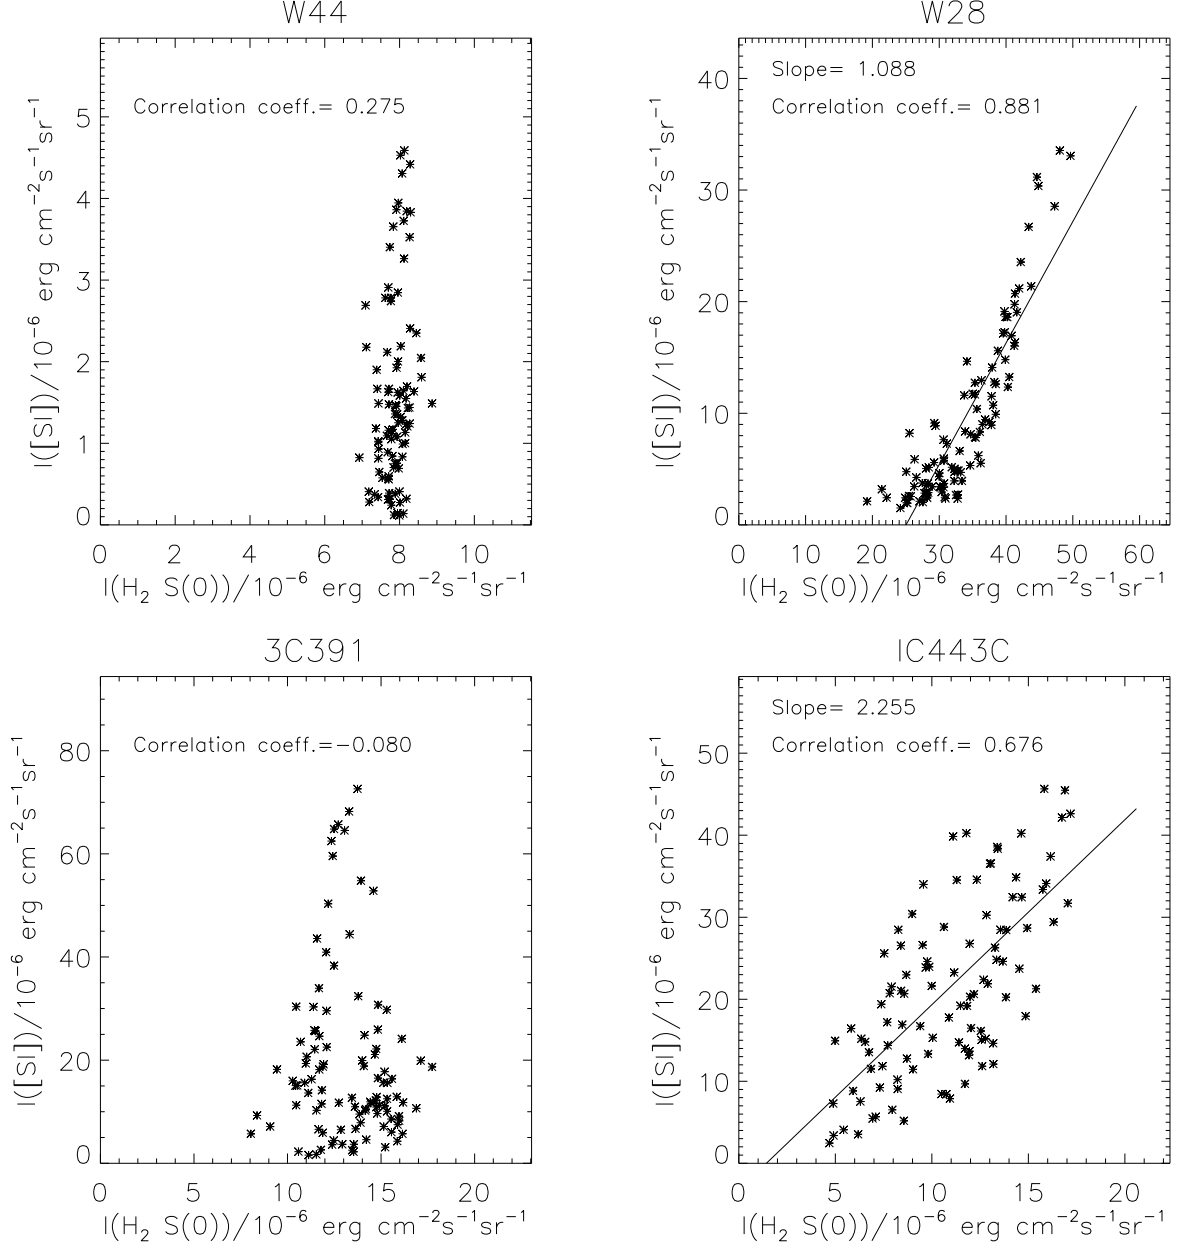 W44
Correlation coeff.= 0.275
I([SI])/10⁻⁶ erg cm⁻²s⁻¹sr⁻¹
5
4
3
2
1
0
0 2 4 6 8 10
I(H₂ S(0))/10⁻⁶ erg cm⁻²s⁻¹sr⁻¹
W28
Slope= 1.088
Correlation coeff.= 0.881
I([SI])/10⁻⁶ erg cm⁻²s⁻¹sr⁻¹
40
30
20
10
0
0 10 20 30 40 50 60
I(H₂ S(0))/10⁻⁶ erg cm⁻²s⁻¹sr⁻¹
3C391
Correlation coeff.=−0.080
I([SI])/10⁻⁶ erg cm⁻²s⁻¹sr⁻¹
80
60
40
20
0
0 5 10 15 20
I(H₂ S(0))/10⁻⁶ erg cm⁻²s⁻¹sr⁻¹
IC443C
Slope= 2.255
Correlation coeff.= 0.676
I([SI])/10⁻⁶ erg cm⁻²s⁻¹sr⁻¹
50
40
30
20
10
0
0 5 10 15 20
I(H₂ S(0))/10⁻⁶ erg cm⁻²s⁻¹sr⁻¹